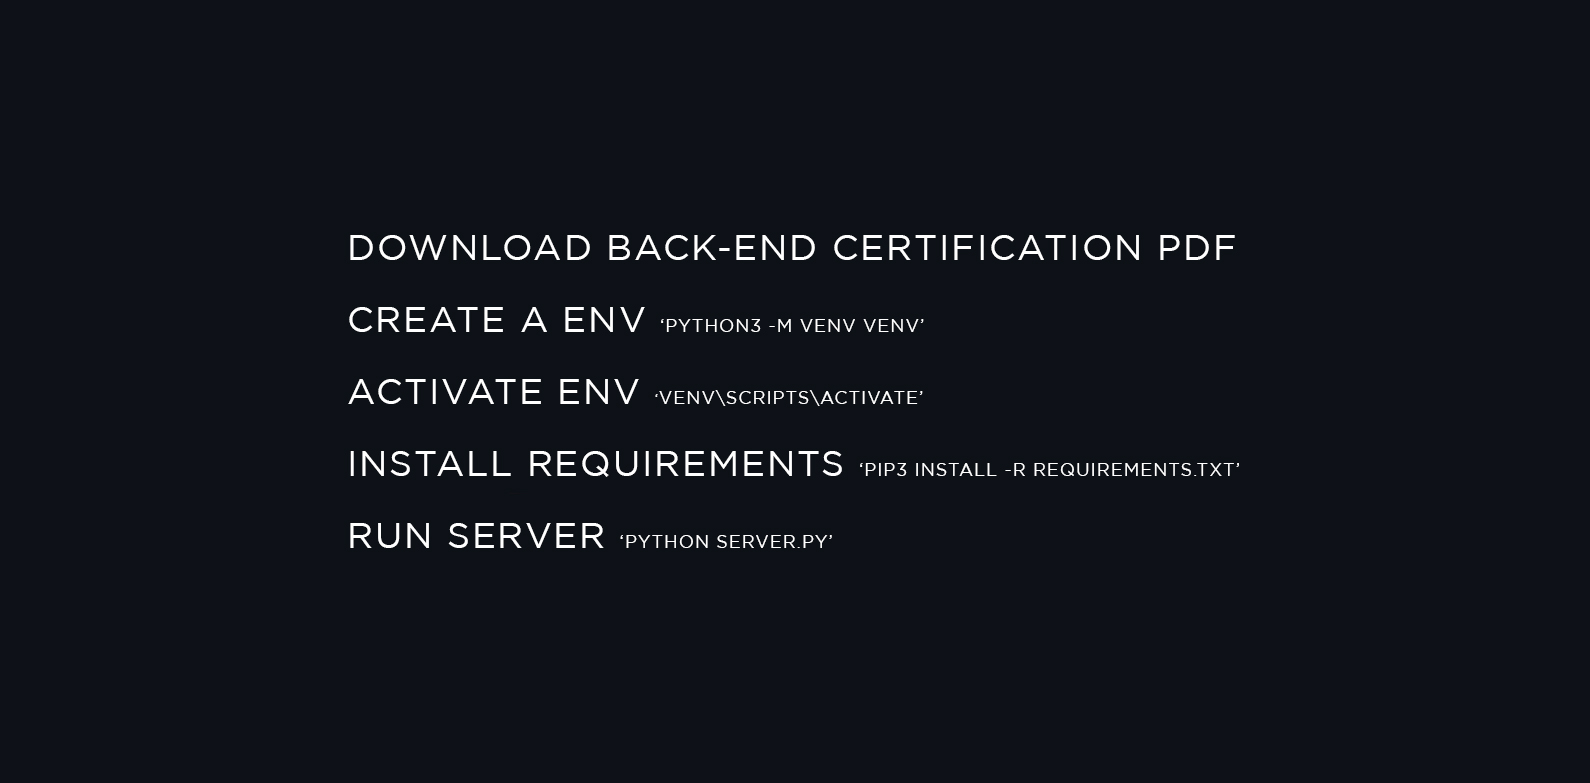 DOWNLOAD BACK-END CERTIFICATION PDF
CREATE A ENV ‘PYTHON3 -M VENV VENV’
ACTIVATE ENV ‘VENV\SCRIPTS\ACTIVATE’
INSTALL REQUIREMENTS ‘PIP3 INSTALL -R REQUIREMENTS.TXT’
RUN SERVER ‘PYTHON SERVER.PY’